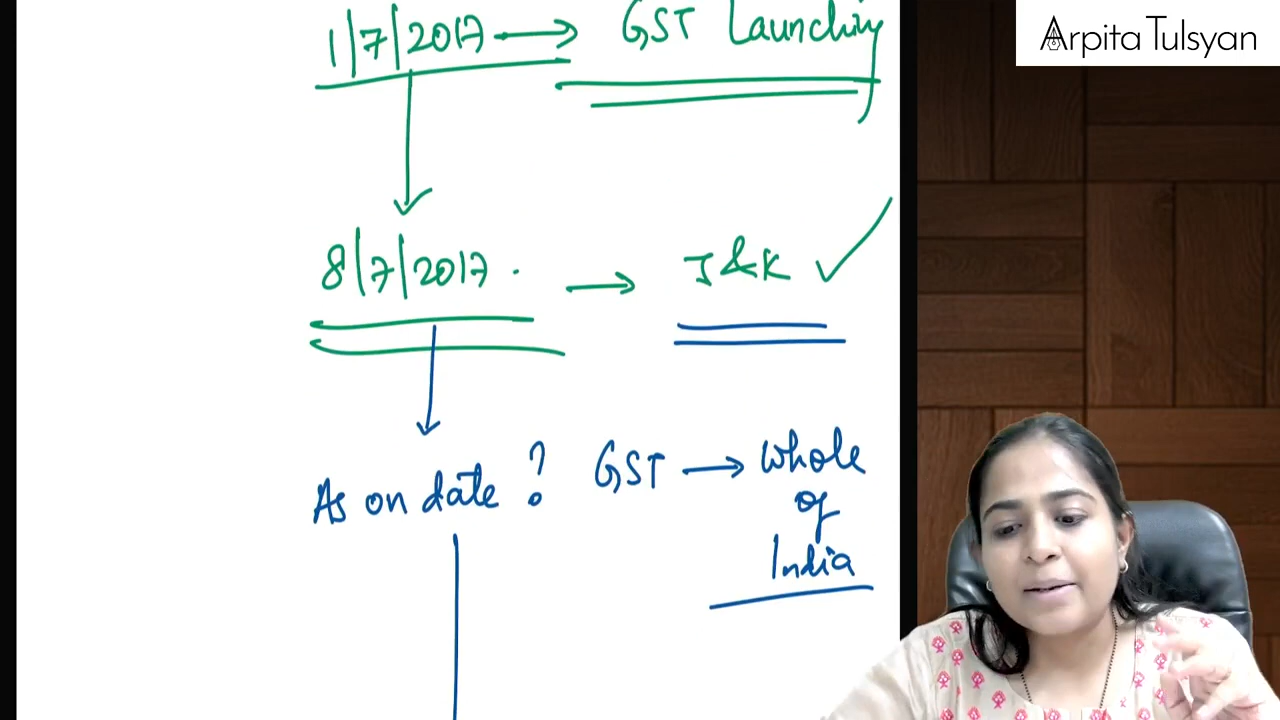 Arpita Tulsyan
1/7/2017 → GST Launching
8/7/2017 . → J&K ✓
As on date ? GST → Whole
of
India